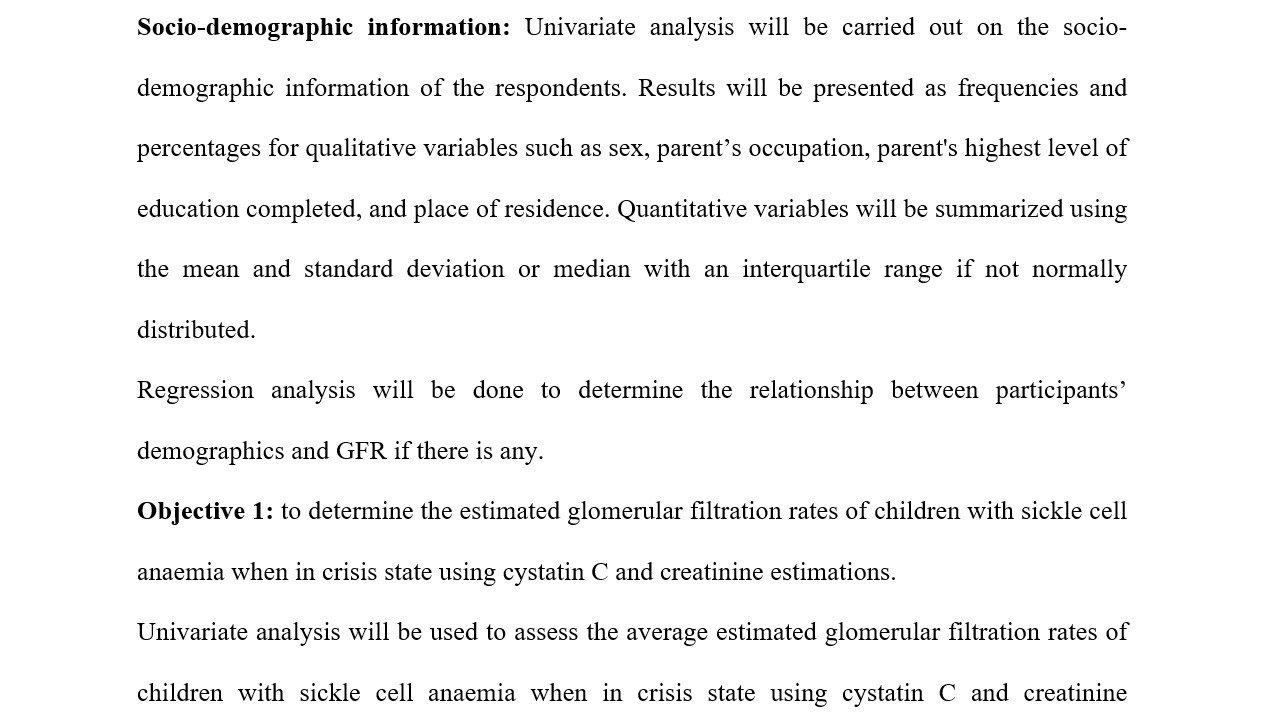 Socio-demographic information: Univariate analysis will be carried out on the socio-
demographic information of the respondents. Results will be presented as frequencies and
percentages for qualitative variables such as sex, parent’s occupation, parent's highest level of
education completed, and place of residence. Quantitative variables will be summarized using
the mean and standard deviation or median with an interquartile range if not normally
distributed.
Regression analysis will be done to determine the relationship between participants’
demographics and GFR if there is any.
Objective 1: to determine the estimated glomerular filtration rates of children with sickle cell
anaemia when in crisis state using cystatin C and creatinine estimations.
Univariate analysis will be used to assess the average estimated glomerular filtration rates of
children with sickle cell anaemia when in crisis state using cystatin C and creatinine